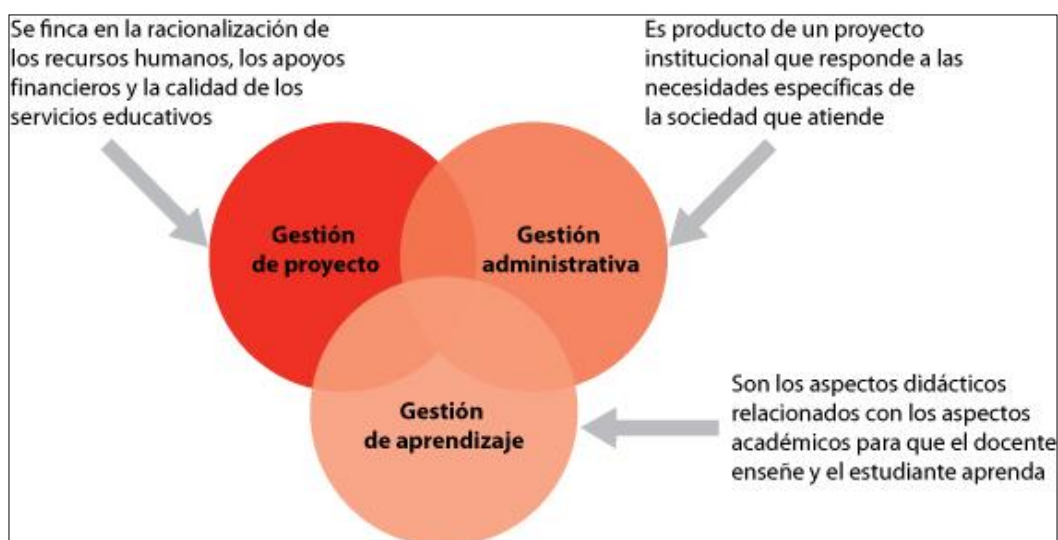 Se finca en la racionalización de
los recursos humanos, los apoyos
financieros y la calidad de los
servicios educativos
Es producto de un proyecto
institucional que responde a las
necesidades específicas de
la sociedad que atiende
Gestión
de proyecto
Gestión
administrativa
Gestión
de aprendizaje
Son los aspectos didácticos
relacionados con los aspectos
académicos para que el docente
enseñe y el estudiante aprenda